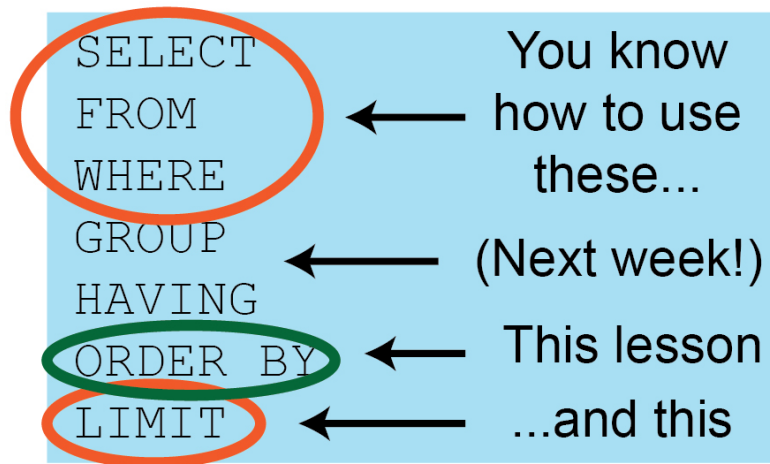 SELECT
FROM
WHERE
GROUP
HAVING
ORDER BY
LIMIT
You know
how to use
these...
(Next week!)
This lesson
...and this